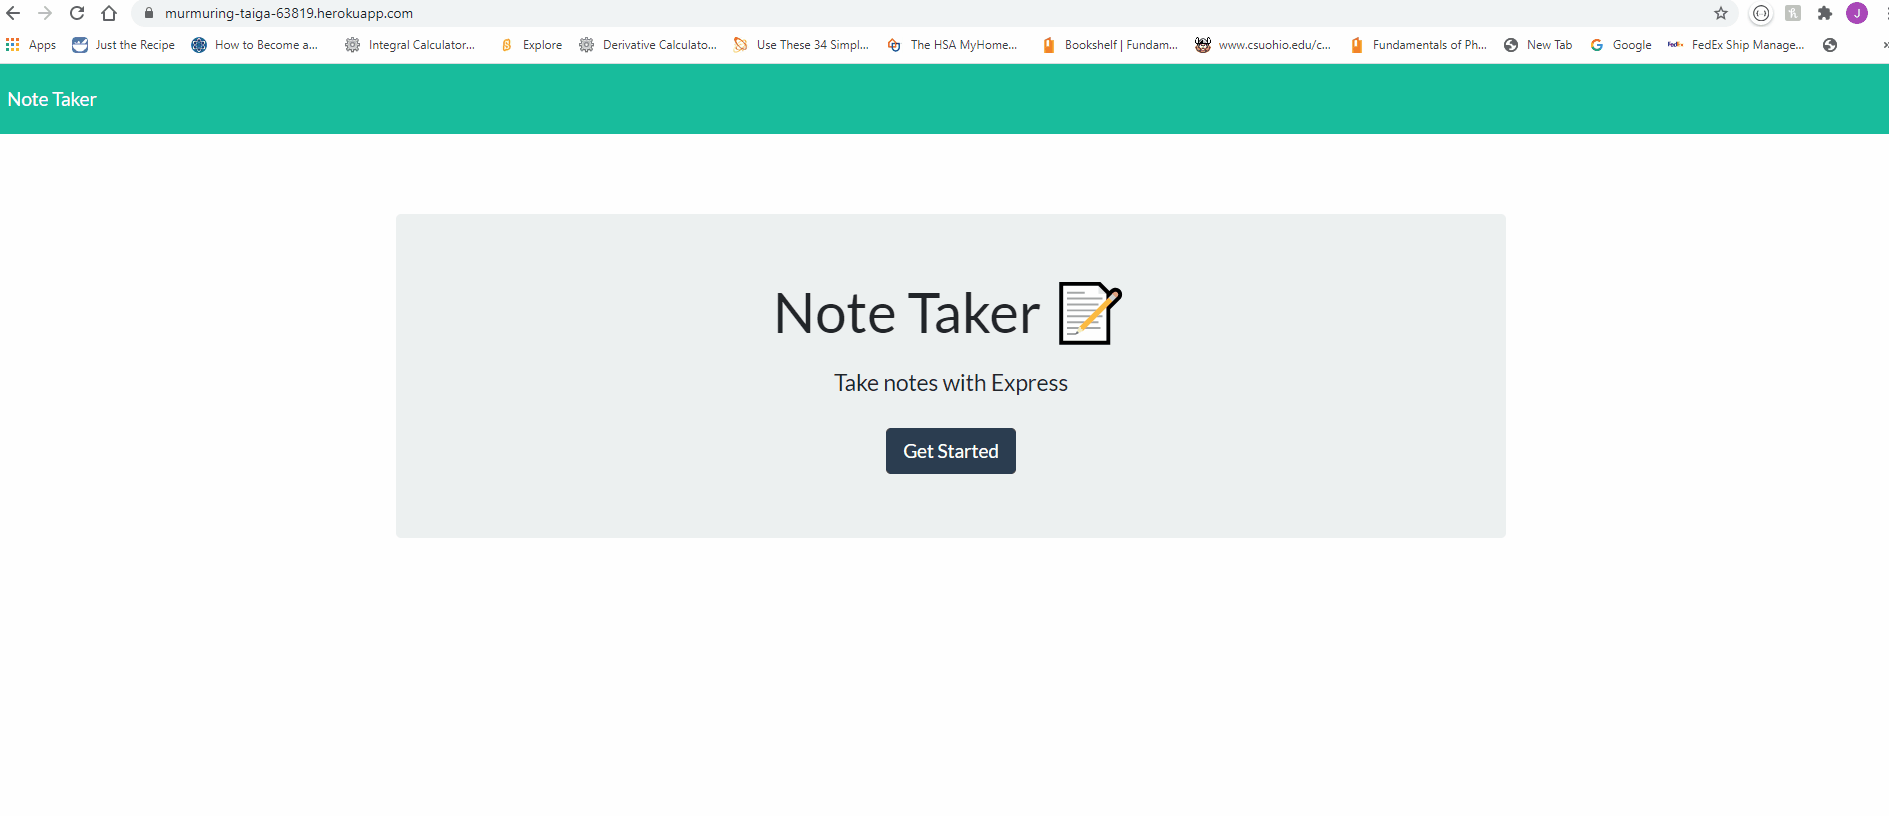 murmuring-taiga-63819.herokuapp.com
J
Apps Just the Recipe How to Become a... Integral Calculator... Explore Derivative Calculato... Use These 34 Simpl... The HSA MyHome... Bookshelf | Fundam... www.csuohio.edu/c... Fundamentals of Ph... New Tab Google FedEx FedEx Ship Manage... »
Note Taker
Note Taker
Take notes with Express
Get Started